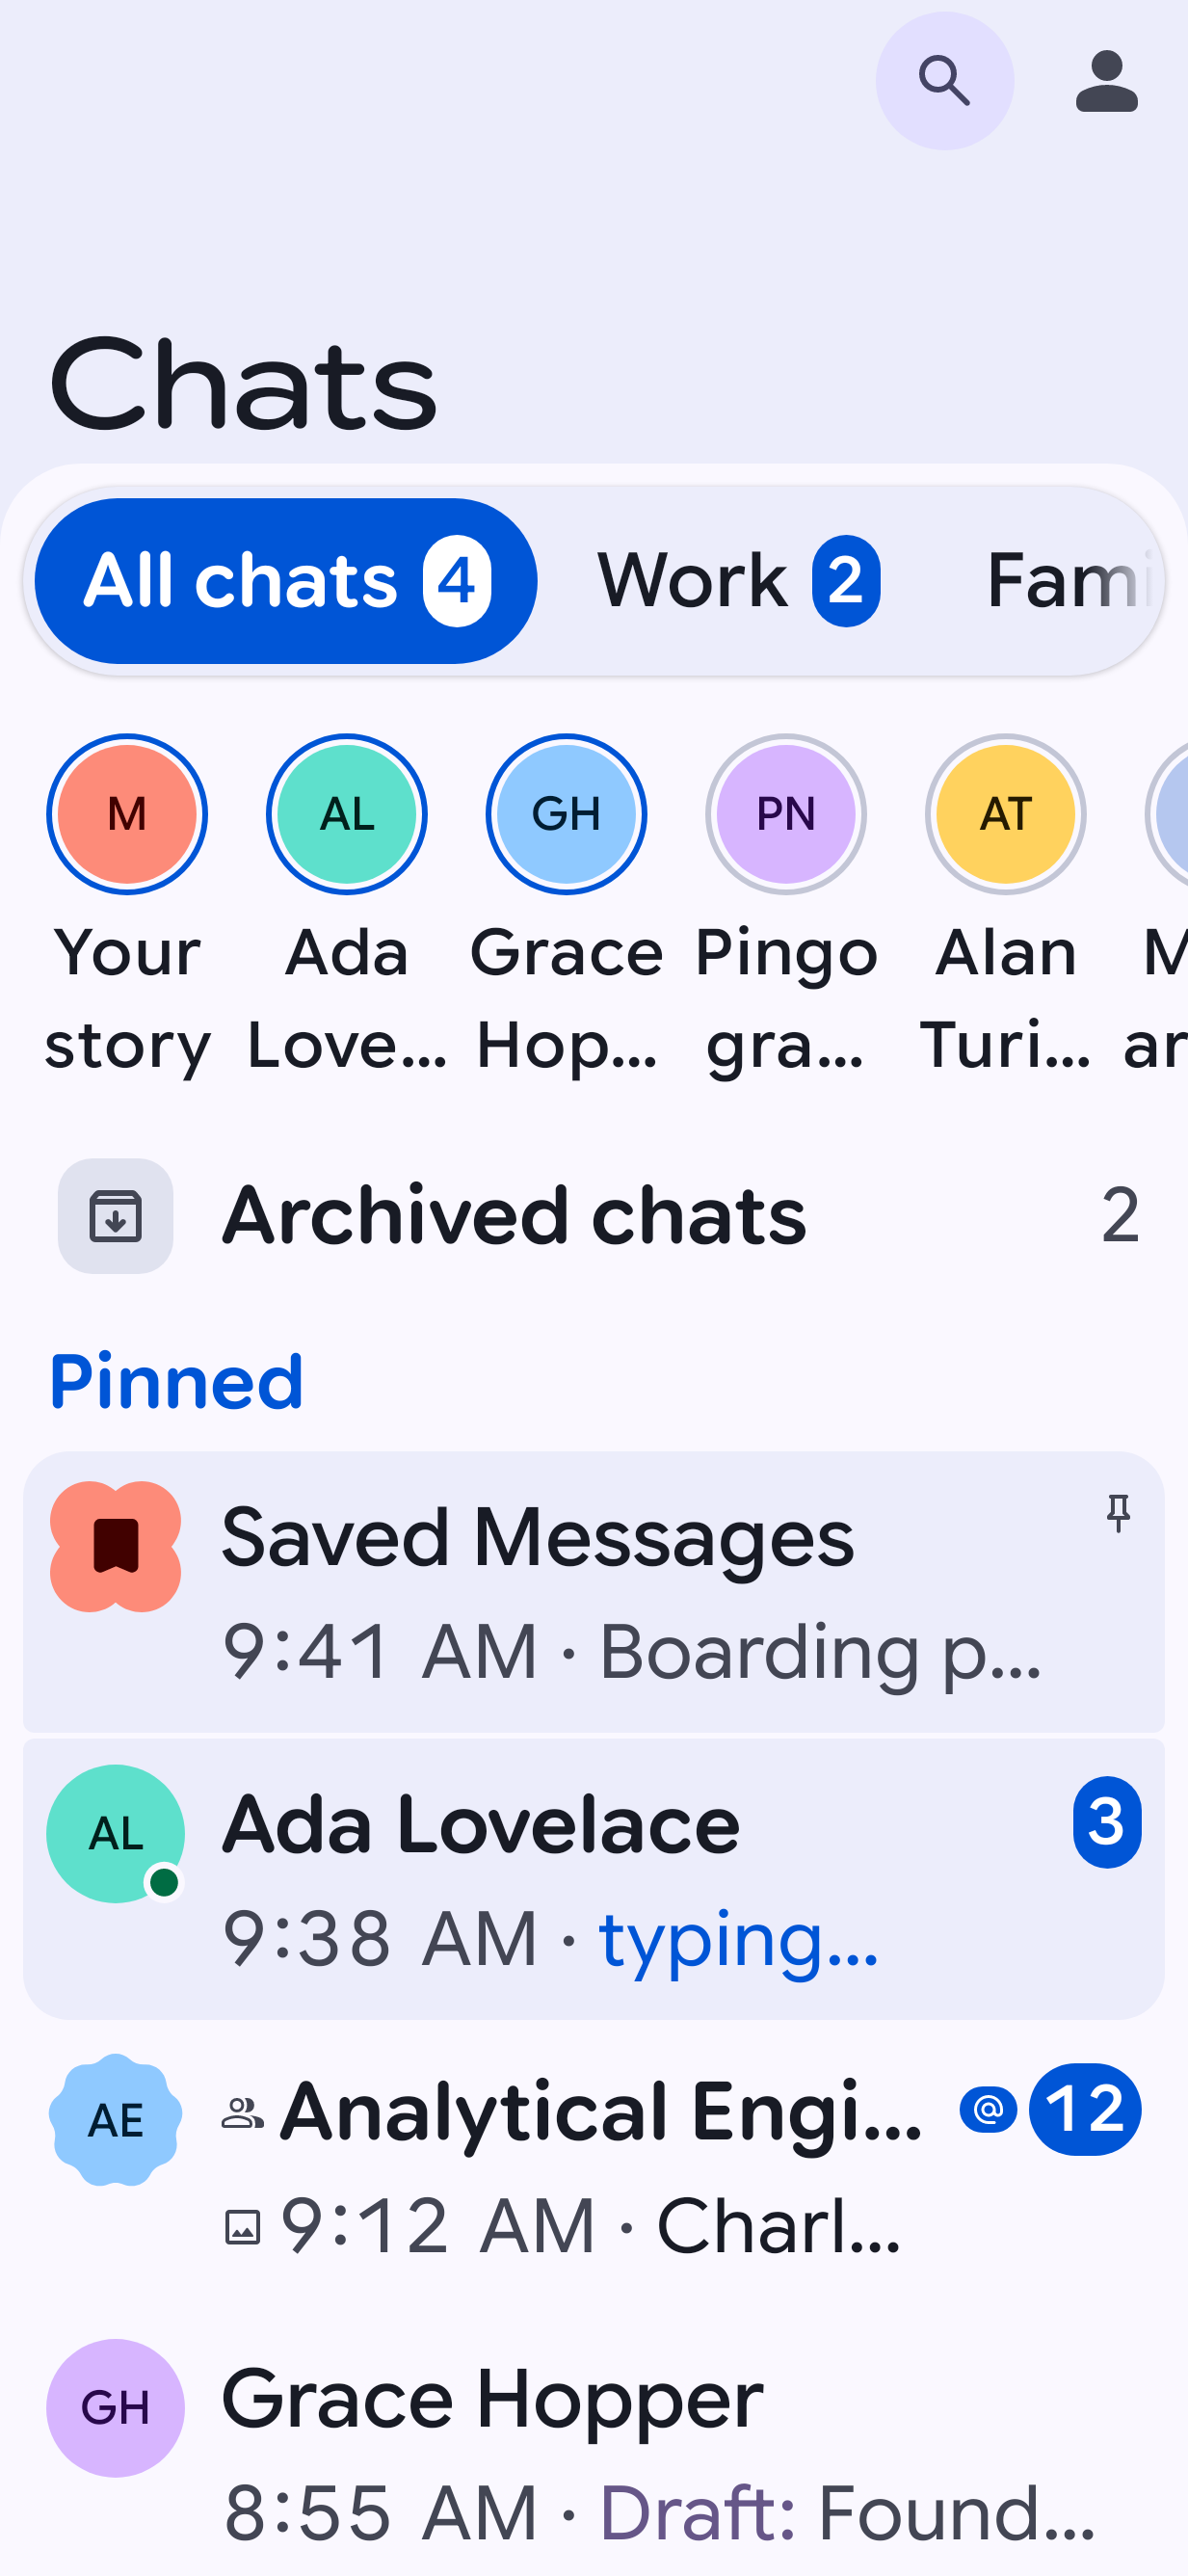 Chats
All chats 4 Work 2 Fami
M AL GH PN AT
Your story
Ada Love...
Grace Hop...
Pingo gra...
Alan Turi...
Archived chats 2
Pinned
Saved Messages
9:41 AM · Boarding p...
AL Ada Lovelace 3
9:38 AM · typing...
AE Analytical Engi... @ 12
9:12 AM · Charl...
GH Grace Hopper
8:55 AM · Draft: Found...